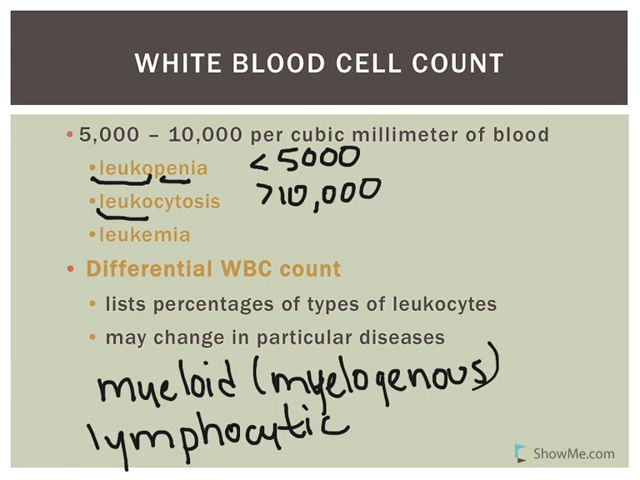 WHITE BLOOD CELL COUNT
• 5,000 – 10,000 per cubic millimeter of blood
• leukopenia < 5000
• leukocytosis > 10,000
• leukemia
• Differential WBC count
• lists percentages of types of leukocytes
• may change in particular diseases
myeloid (myelogenous)
lymphocytic
ShowMe.com